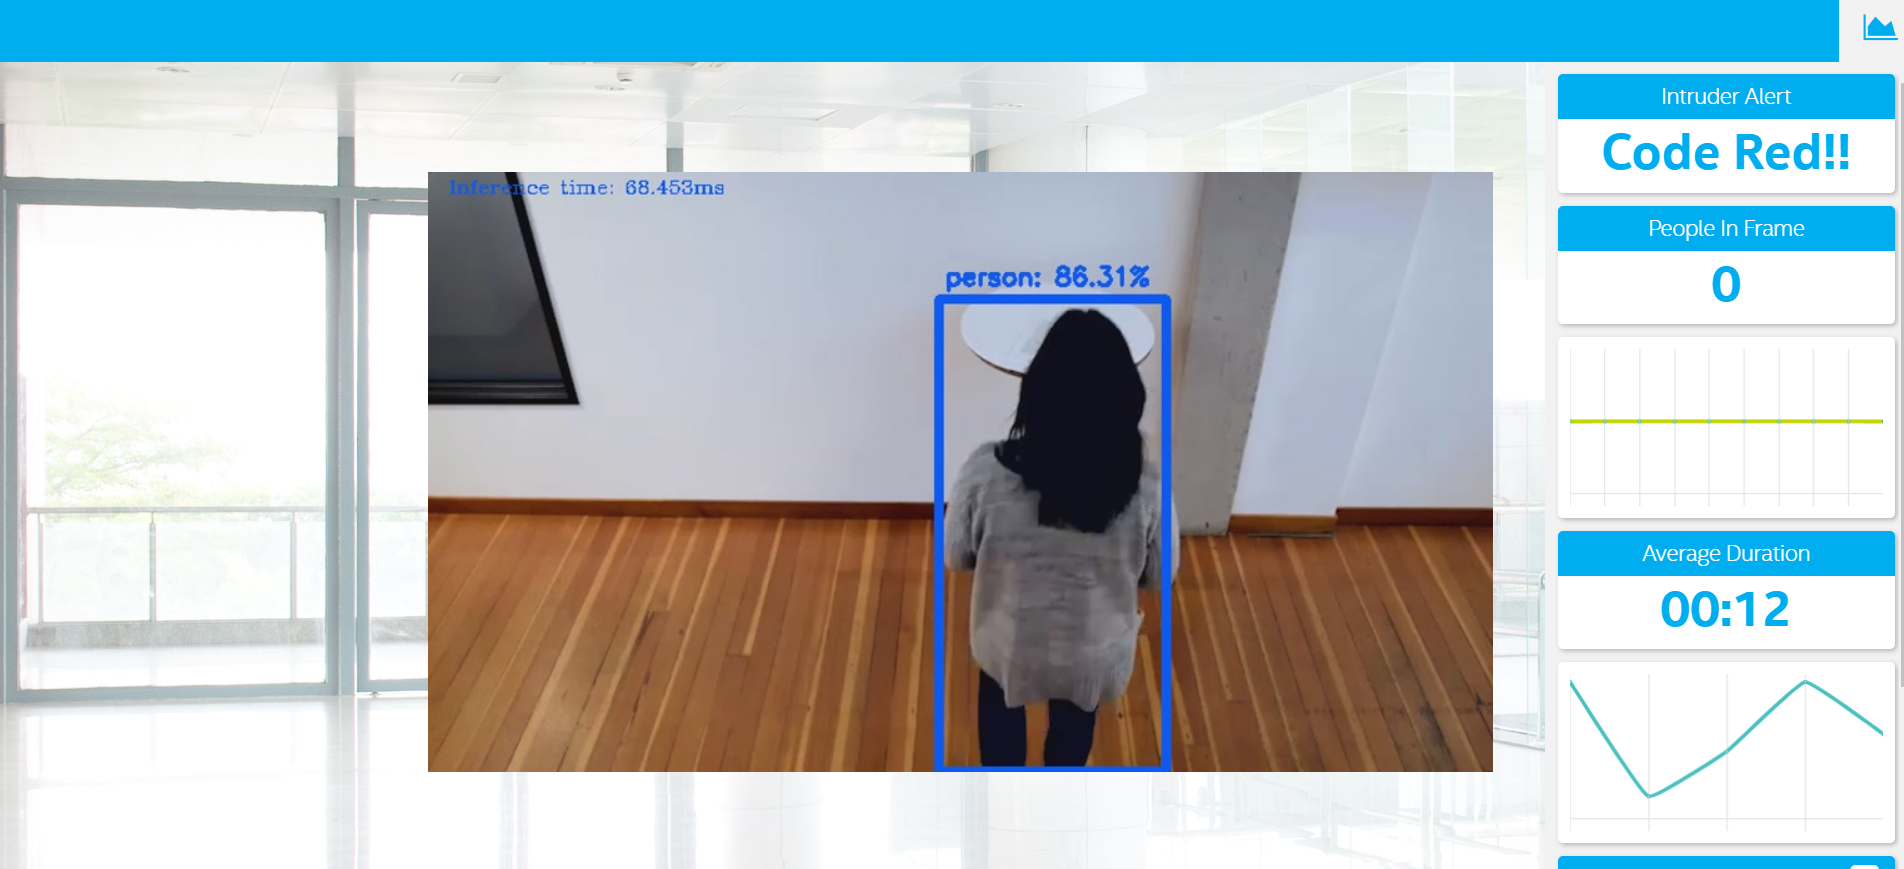 Inference time: 68.453ms
person: 86.31%
Intruder Alert
Code Red!!
People In Frame
0
Average Duration
00:12